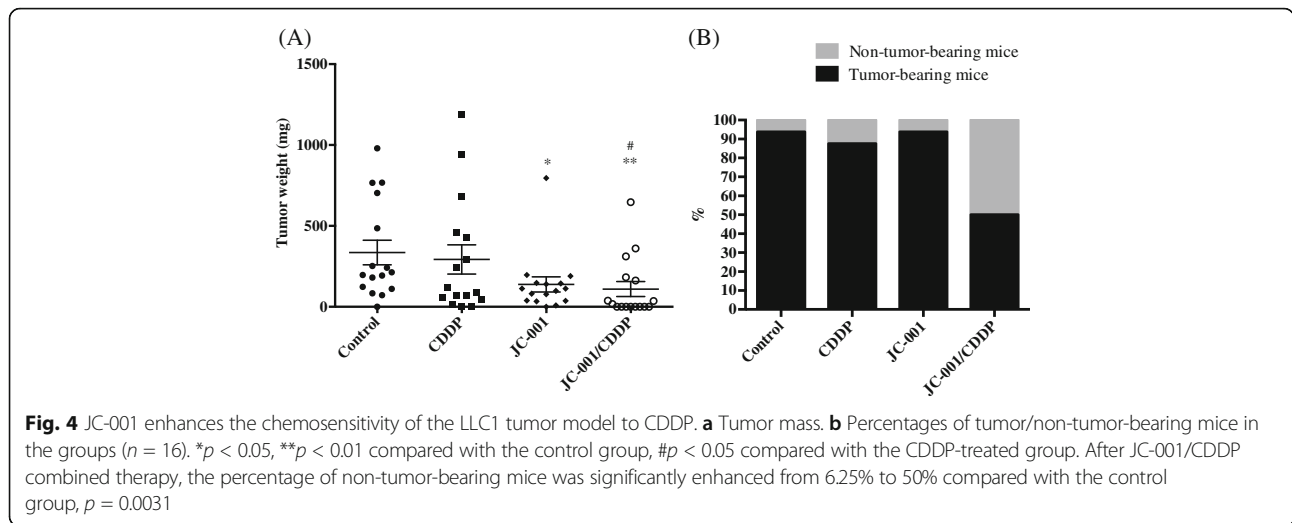 (A)
(B)
Non-tumor-bearing mice
Tumor-bearing mice
Tumor weight (mg)
1500
1000
500
0
*
#
**
Control
CDDP
JC-001
JC-001/CDDP
%
100
90
80
70
60
50
40
30
20
10
0
Control
CDDP
JC-001
JC-001/CDDP
Fig. 4 JC-001 enhances the chemosensitivity of the LLC1 tumor model to CDDP. a Tumor mass. b Percentages of tumor/non-tumor-bearing mice in
the groups (n = 16). *p < 0.05, **p < 0.01 compared with the control group, #p < 0.05 compared with the CDDP-treated group. After JC-001/CDDP
combined therapy, the percentage of non-tumor-bearing mice was significantly enhanced from 6.25% to 50% compared with the control
group, p = 0.0031